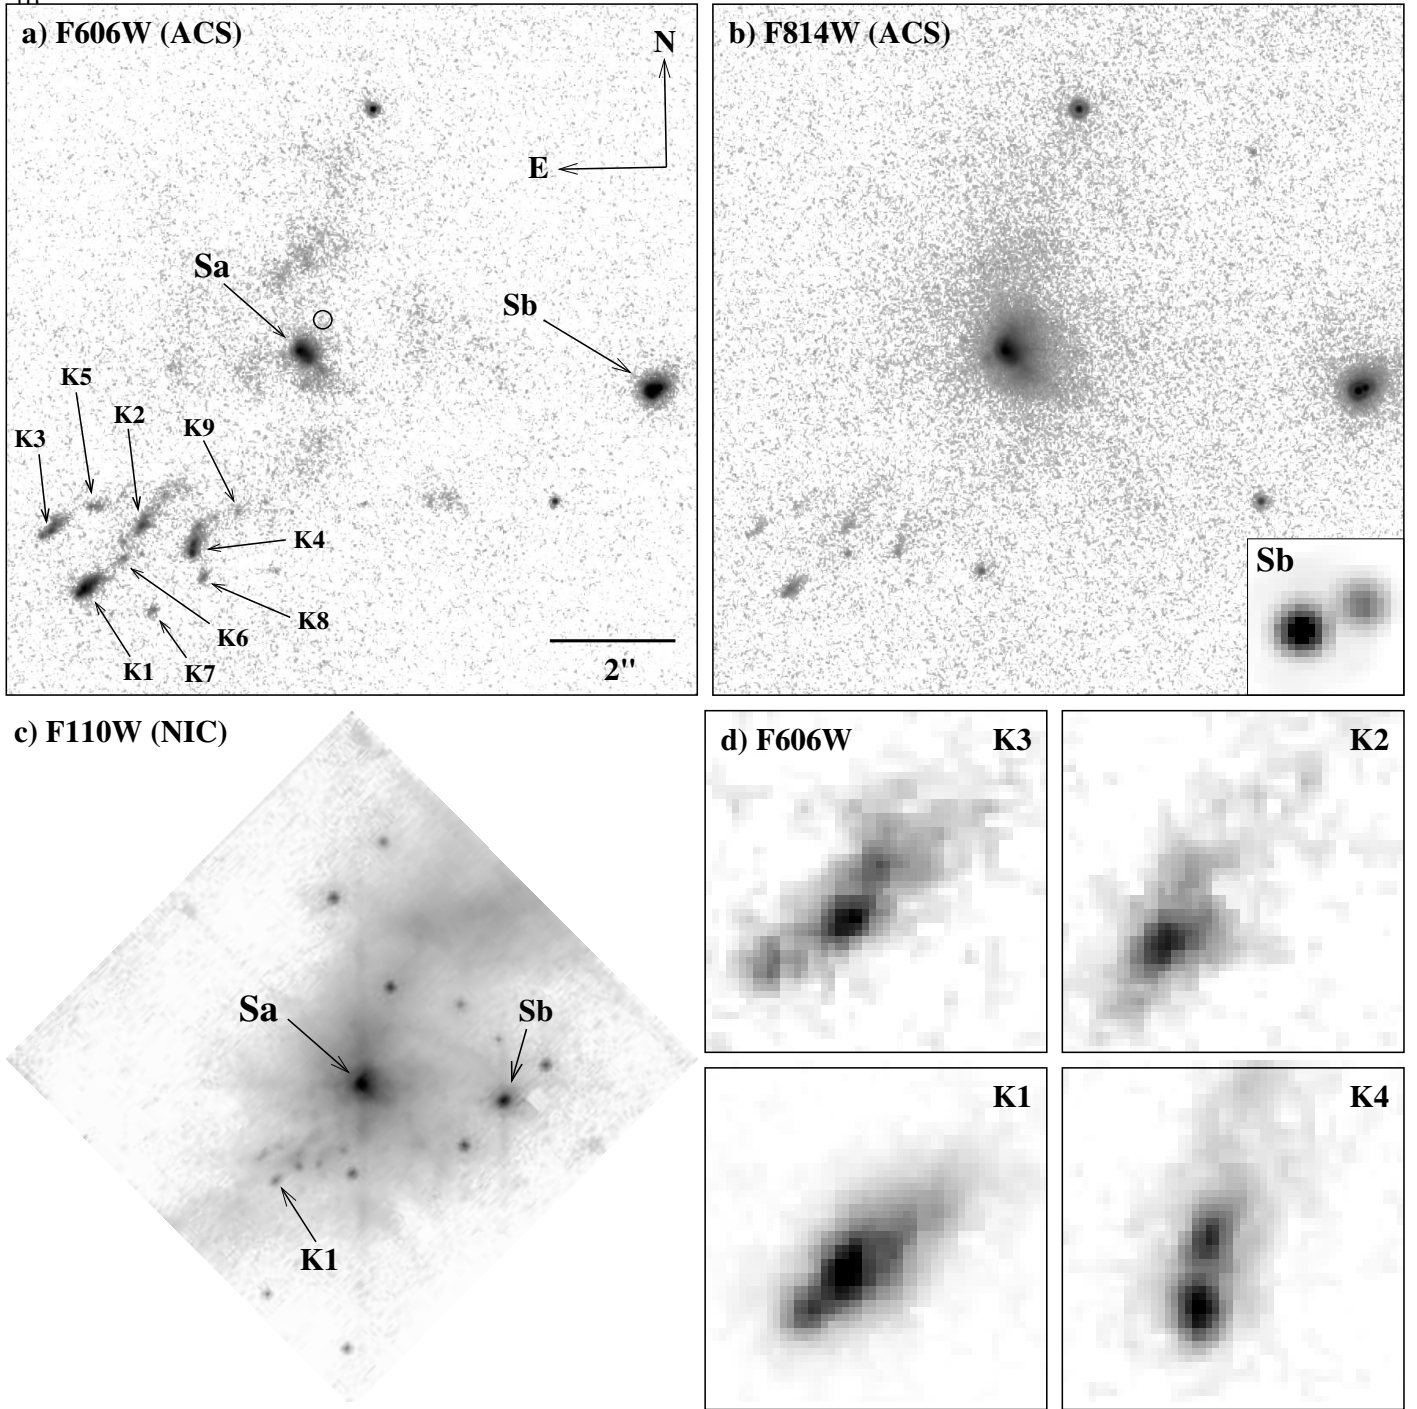 a) F606W (ACS)
N
E
Sa
Sb
K5
K2
K3
K9
K4
K8
K6
K1
K7
2"
b) F814W (ACS)
Sb
c) F110W (NIC)
Sa
Sb
K1
d) F606W
K3
K2
K1
K4